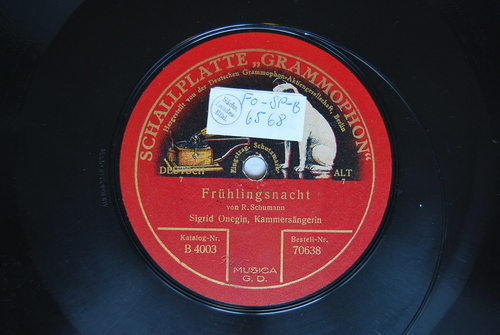 SCHALLPLATTE „GRAMMOPHON“
Hergestellt von der Deutschen Grammophon-Aktiengesellschaft, Berlin
FO-SP-B
6568
Eingetrag. Schutzmarke
DEUTSCH
ALT
Frühlingsnacht
von R. Schumann
Sigrid Onegin, Kammersängerin
Katalog-Nr.
B 4003
Bestell-Nr.
70638
MUSICA
G. D.